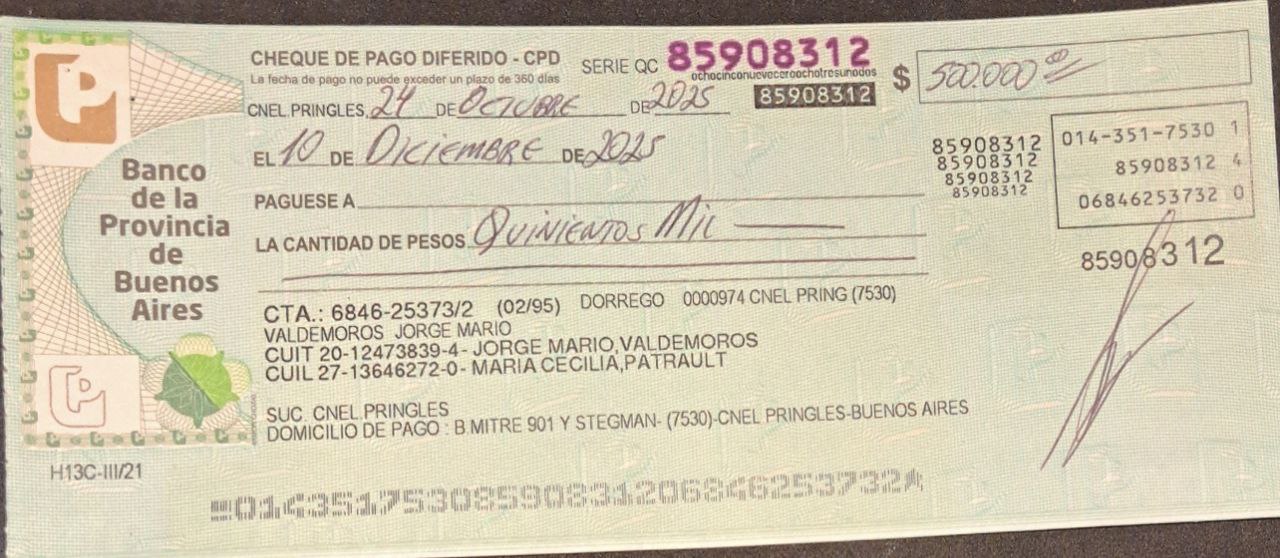 CHEQUE DE PAGO DIFERIDO - CPD
La fecha de pago no puede exceder un plazo de 360 días
SERIE QC 85908312
ochocinconueveceroochotresunodos
85908312
$ 500.000 00
CNEL.PRINGLES, 24 DE OCTUBRE DE 2025
EL 10 DE DICIEMBRE DE 2025
85908312
85908312
85908312
85908312
014-351-7530 1
85908312 4
06846253732 0
Banco
de la
Provincia
de
Buenos
Aires
PAGUESE A
LA CANTIDAD DE PESOS QUINIENTOS MIL
85908312
CTA.: 6846-25373/2 (02/95) DORREGO 0000974 CNEL PRING (7530)
VALDEMOROS JORGE MARIO
CUIT 20-12473839-4- JORGE MARIO,VALDEMOROS
CUIL 27-13646272-0- MARIA CECILIA,PATRAULT
SUC. CNEL.PRINGLES
DOMICILIO DE PAGO : B.MITRE 901 Y STEGMAN- (7530)-CNEL PRINGLES-BUENOS AIRES
H13C-III/21
01435175308590831206846253732